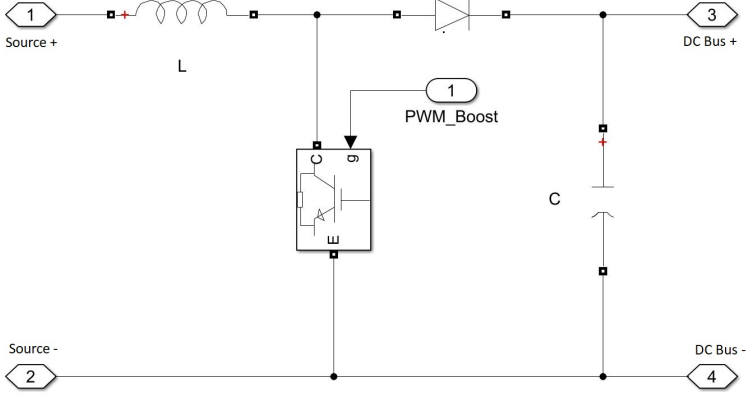 1
3
Source +
DC Bus +
L
1
PWM_Boost
C
g
C
E
Source -
DC Bus -
2
4